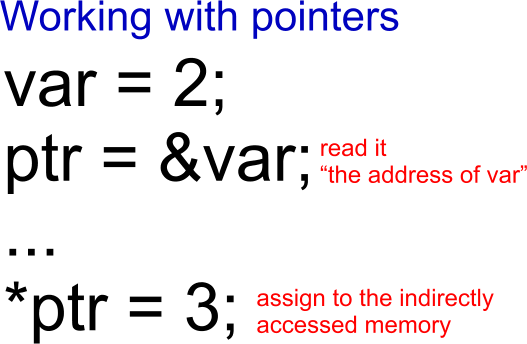 Working with pointers
var = 2;
ptr = &var;
read it
“the address of var”
...
*ptr = 3;
assign to the indirectly
accessed memory